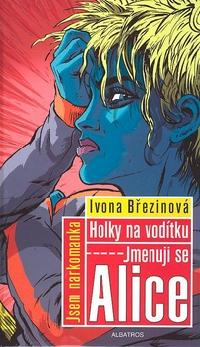 Jsem narkomanka
Ivona Březinová
Holky na vodítku
Jmenuji se
Alice
ALBATROS